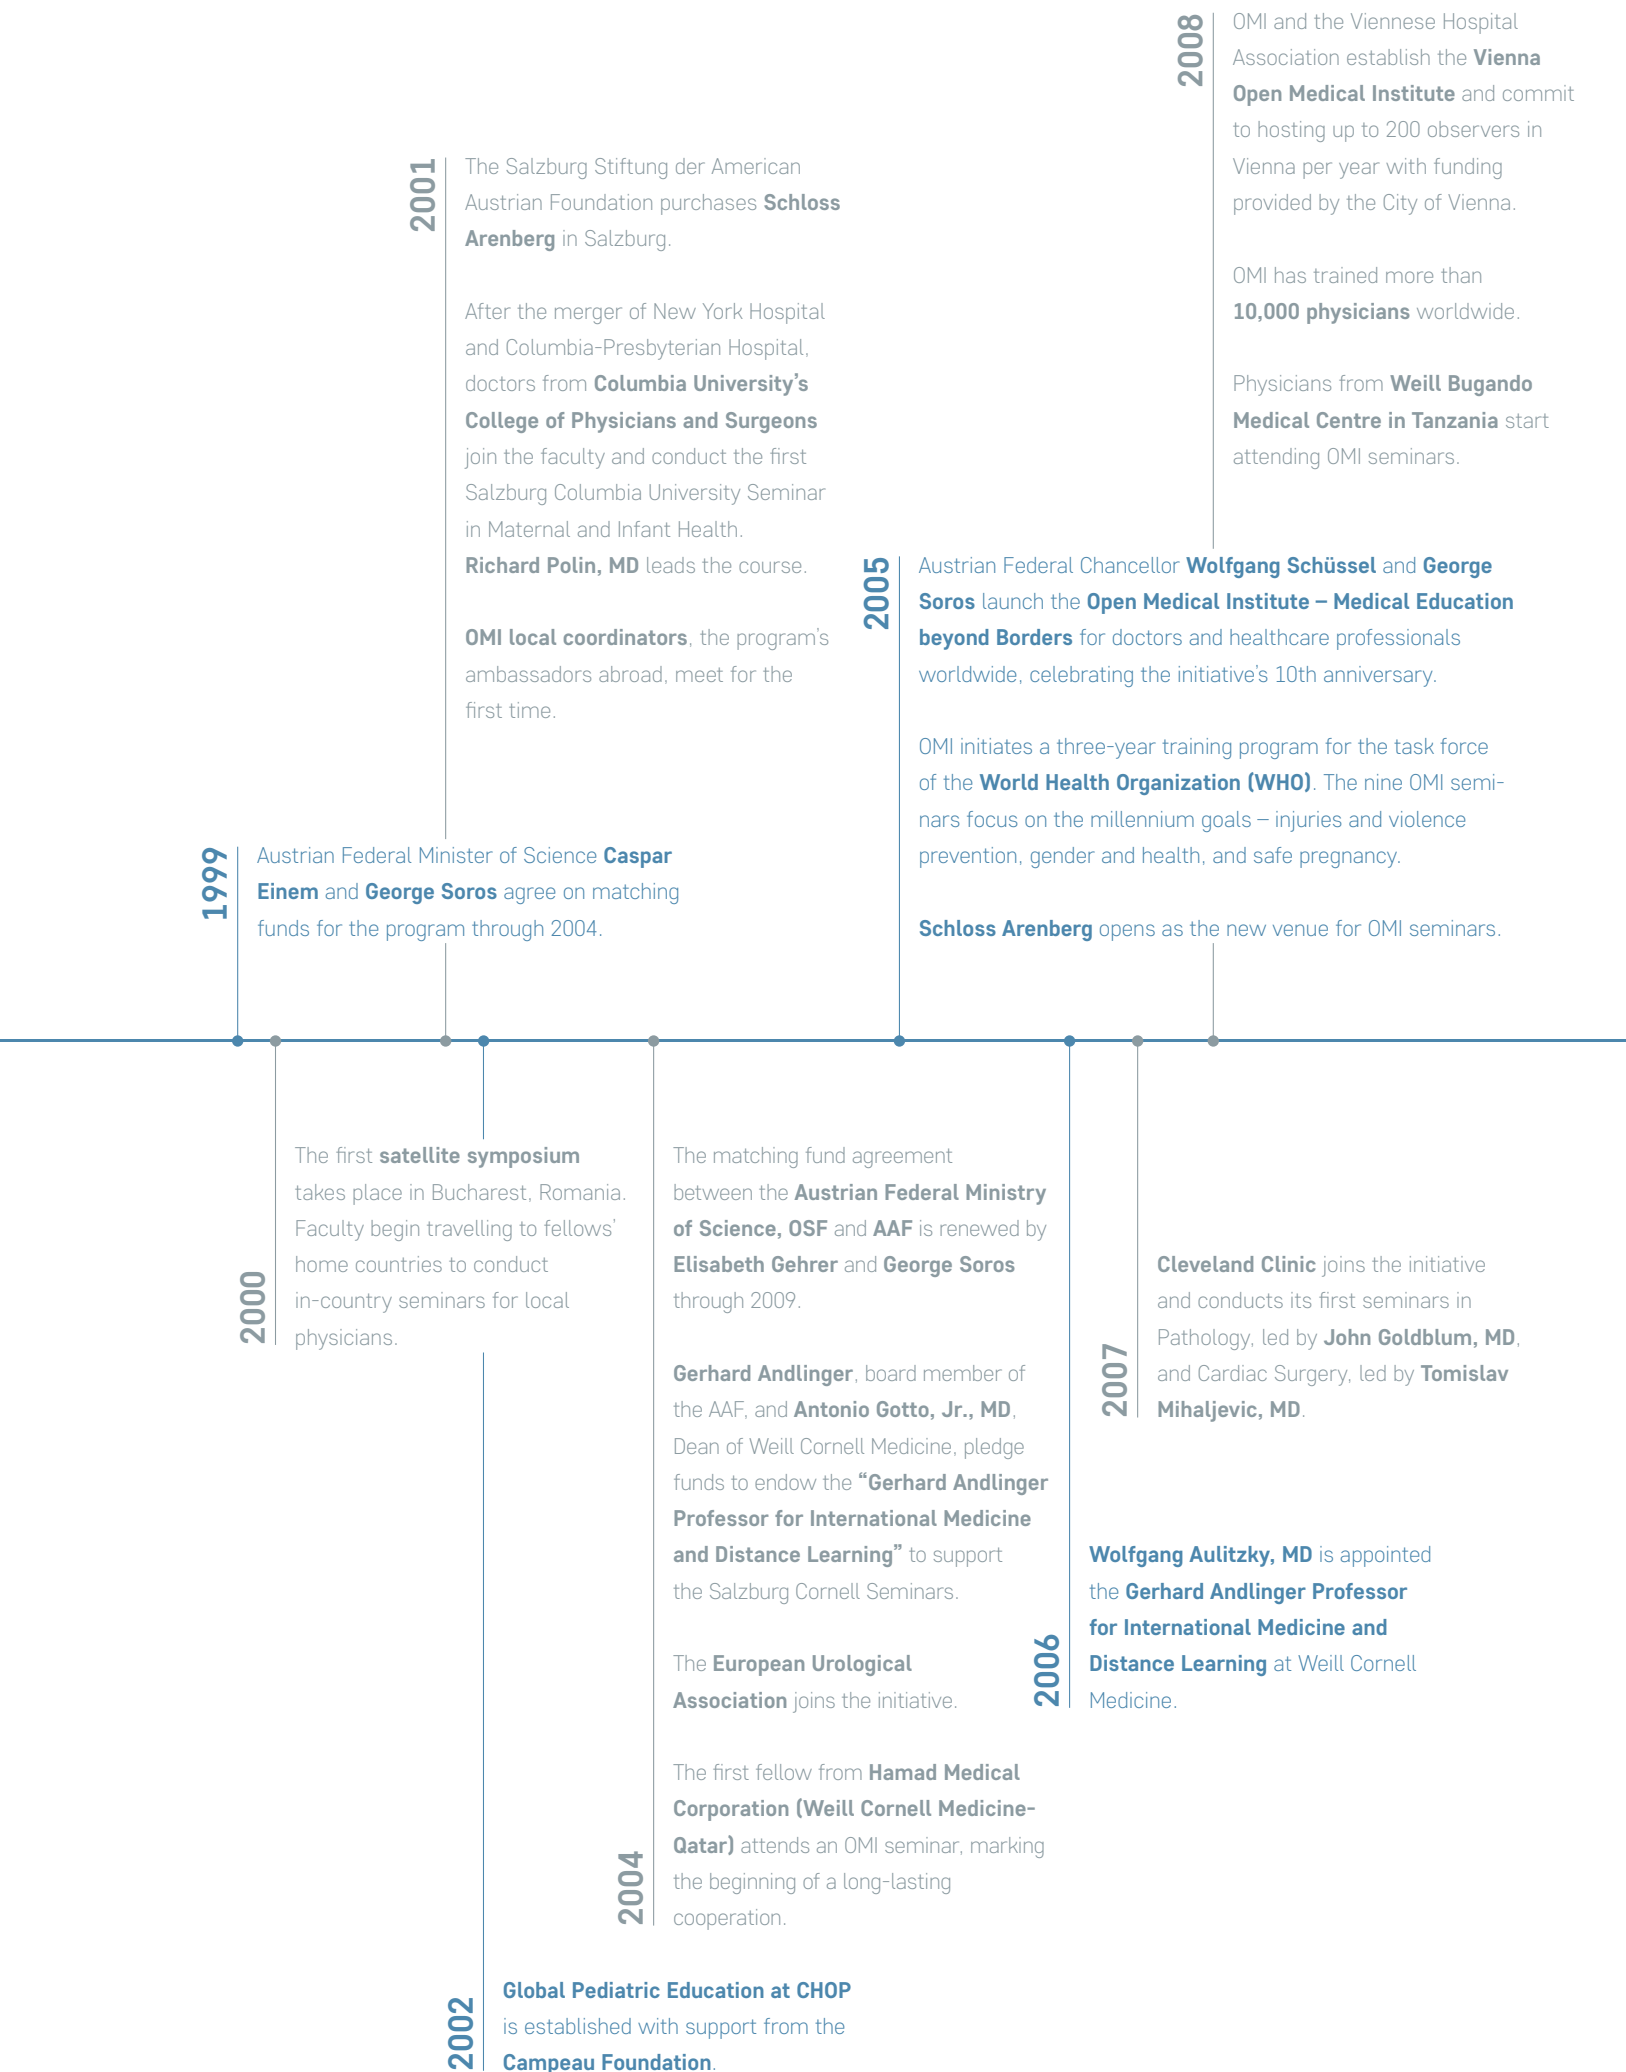 1999
Austrian Federal Minister of Science Caspar
Einem and George Soros agree on matching
funds for the program through 2004.
2000
The first satellite symposium
takes place in Bucharest, Romania.
Faculty begin travelling to fellows'
home countries to conduct
in-country seminars for local
physicians.
2001
The Salzburg Stiftung der American
Austrian Foundation purchases Schloss
Arenberg in Salzburg.
After the merger of New York Hospital
and Columbia-Presbyterian Hospital,
doctors from Columbia University's
College of Physicians and Surgeons
join the faculty and conduct the first
Salzburg Columbia University Seminar
in Maternal and Infant Health.
Richard Polin, MD leads the course.
OMI local coordinators, the program's
ambassadors abroad, meet for the
first time.
2002
Global Pediatric Education at CHOP
is established with support from the
Campeau Foundation.
2004
The matching fund agreement
between the Austrian Federal Ministry
of Science, OSF and AAF is renewed by
Elisabeth Gehrer and George Soros
through 2009.
Gerhard Andlinger, board member of
the AAF, and Antonio Gotto, Jr., MD,
Dean of Weill Cornell Medicine, pledge
funds to endow the “Gerhard Andlinger
Professor for International Medicine
and Distance Learning” to support
the Salzburg Cornell Seminars.
The European Urological
Association joins the initiative.
The first fellow from Hamad Medical
Corporation (Weill Cornell Medicine-
Qatar) attends an OMI seminar, marking
the beginning of a long-lasting
cooperation.
2005
Austrian Federal Chancellor Wolfgang Schüssel and George
Soros launch the Open Medical Institute – Medical Education
beyond Borders for doctors and healthcare professionals
worldwide, celebrating the initiative's 10th anniversary.
OMI initiates a three-year training program for the task force
of the World Health Organization (WHO). The nine OMI semi-
nars focus on the millennium goals – injuries and violence
prevention, gender and health, and safe pregnancy.
Schloss Arenberg opens as the new venue for OMI seminars.
2006
Wolfgang Aulitzky, MD is appointed
the Gerhard Andlinger Professor
for International Medicine and
Distance Learning at Weill Cornell
Medicine.
2007
Cleveland Clinic joins the initiative
and conducts its first seminars in
Pathology, led by John Goldblum, MD,
and Cardiac Surgery, led by Tomislav
Mihaljevic, MD.
2008
OMI and the Viennese Hospital
Association establish the Vienna
Open Medical Institute and commit
to hosting up to 200 observers in
Vienna per year with funding
provided by the City of Vienna.
OMI has trained more than
10,000 physicians worldwide.
Physicians from Weill Bugando
Medical Centre in Tanzania start
attending OMI seminars.